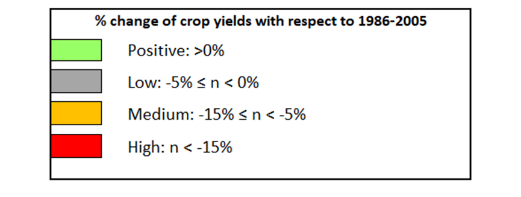 % change of crop yields with respect to 1986-2005
Positive: >0%
Low: -5% ≤ n < 0%
Medium: -15% ≤ n < -5%
High: n < -15%